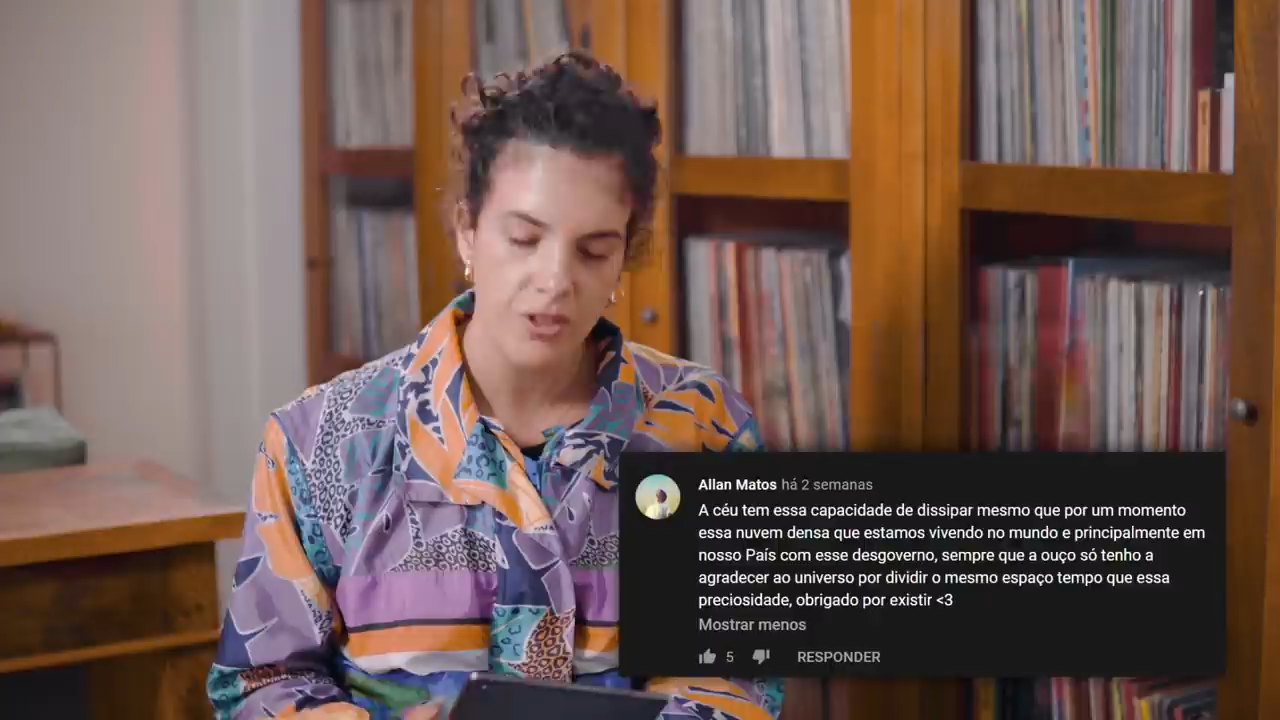 Allan Matos há 2 semanas
A céu tem essa capacidade de dissipar mesmo que por um momento
essa nuvem densa que estamos vivendo no mundo e principalmente em
nosso País com esse desgoverno, sempre que a ouço só tenho a
agradecer ao universo por dividir o mesmo espaço tempo que essa
preciosidade, obrigado por existir <3
Mostrar menos
5 RESPONDER